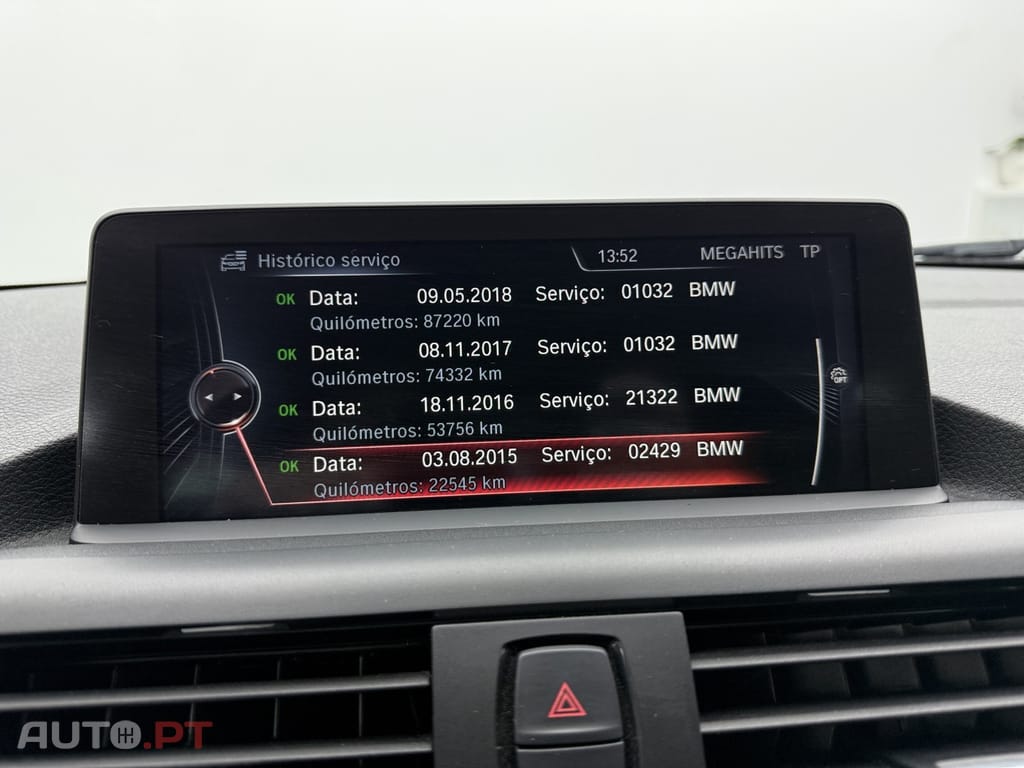 Histórico serviço 13:52 MEGAHITS TP
OK Data: 09.05.2018 Serviço: 01032 BMW
Quilómetros: 87220 km
OK Data: 08.11.2017 Serviço: 01032 BMW
Quilómetros: 74332 km
OK Data: 18.11.2016 Serviço: 21322 BMW
Quilómetros: 53756 km
OK Data: 03.08.2015 Serviço: 02429 BMW
Quilómetros: 22545 km
OPT
AUTO.PT